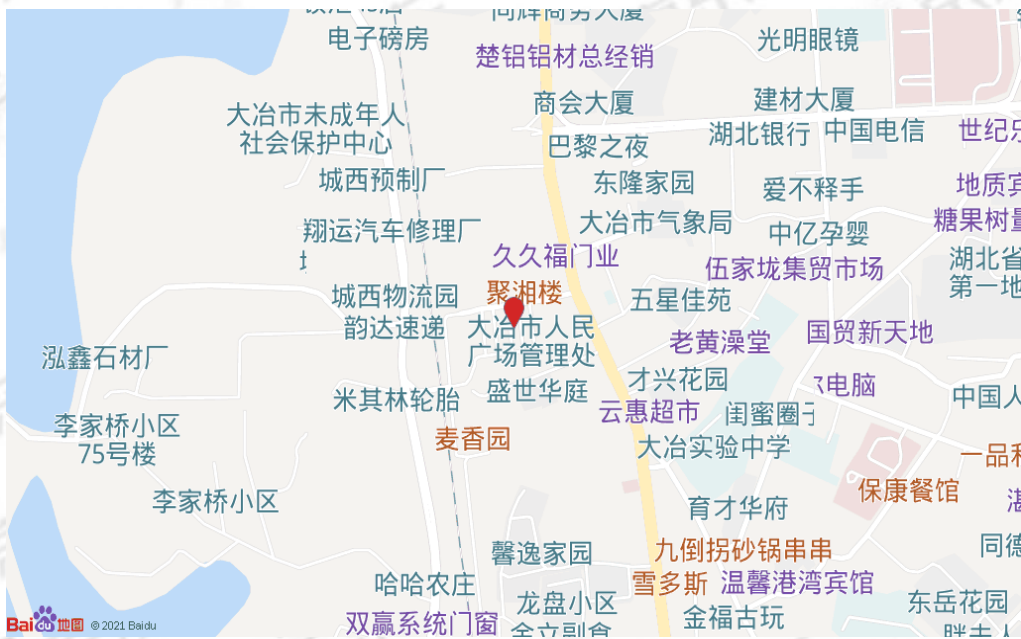 电子磅房
楚铝铝材总经销
光明眼镜
商会大厦
建材大厦
大冶市未成年人
社会保护中心
巴黎之夜
湖北银行
中国电信
世纪乐
城西预制厂
东隆家园
爱不释手
地质宾
翔运汽车修理厂
大冶市气象局
中亿孕婴
糖果树量
久久福门业
伍家垅集贸市场
湖北省
第一地
城西物流园
聚湘楼
五星佳苑
韵达速递
大冶市人民
广场管理处
老黄澡堂
国贸新天地
泓鑫石材厂
米其林轮胎
盛世华庭
才兴花园
电脑
中国人
云惠超市
闺蜜圈子
李家桥小区
75号楼
麦香园
大冶实验中学
一品和
保康餐馆
李家桥小区
育才华府
馨逸家园
九倒拐砂锅串串
同德
哈哈农庄
雪多斯
温馨港湾宾馆
龙盘小区
东岳花园
双赢系统门窗
金福古玩
Bai du 地图 © 2021 Baidu